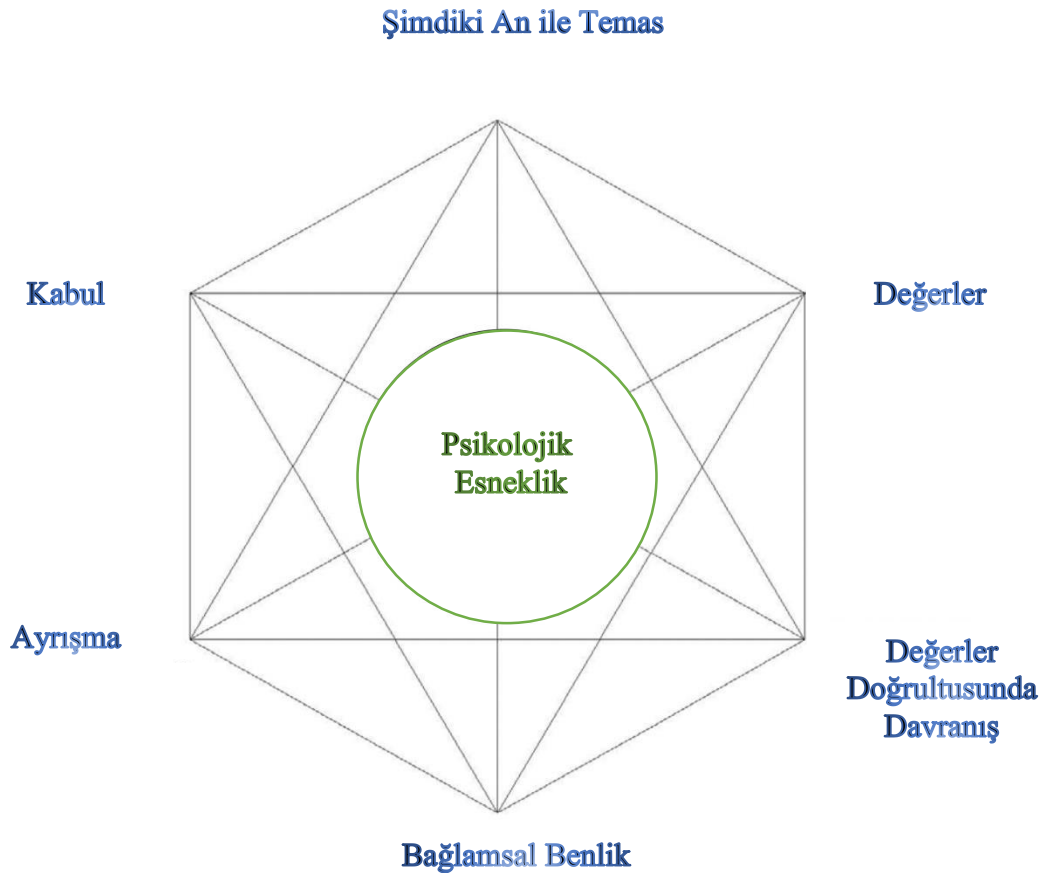 Şimdiki An ile Temas
Kabul
Değerler
Psikolojik
Esneklik
Ayrışma
Değerler
Doğrultusunda
Davranış
Bağlamsal Benlik